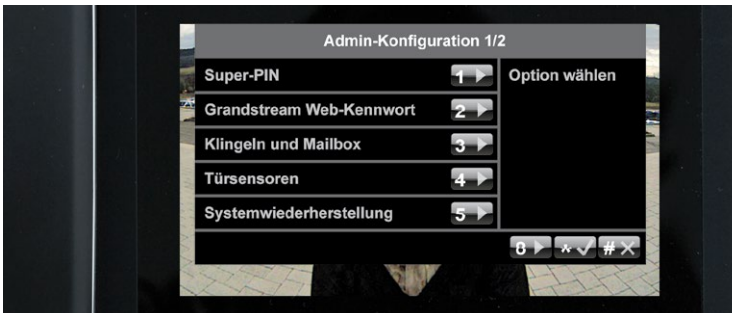 Admin-Konfiguration 1/2
Super-PIN 1 Option wählen
Grandstream Web-Kennwort 2
Klingeln und Mailbox 3
Türsensoren 4
Systemwiederherstellung 5
8 * #